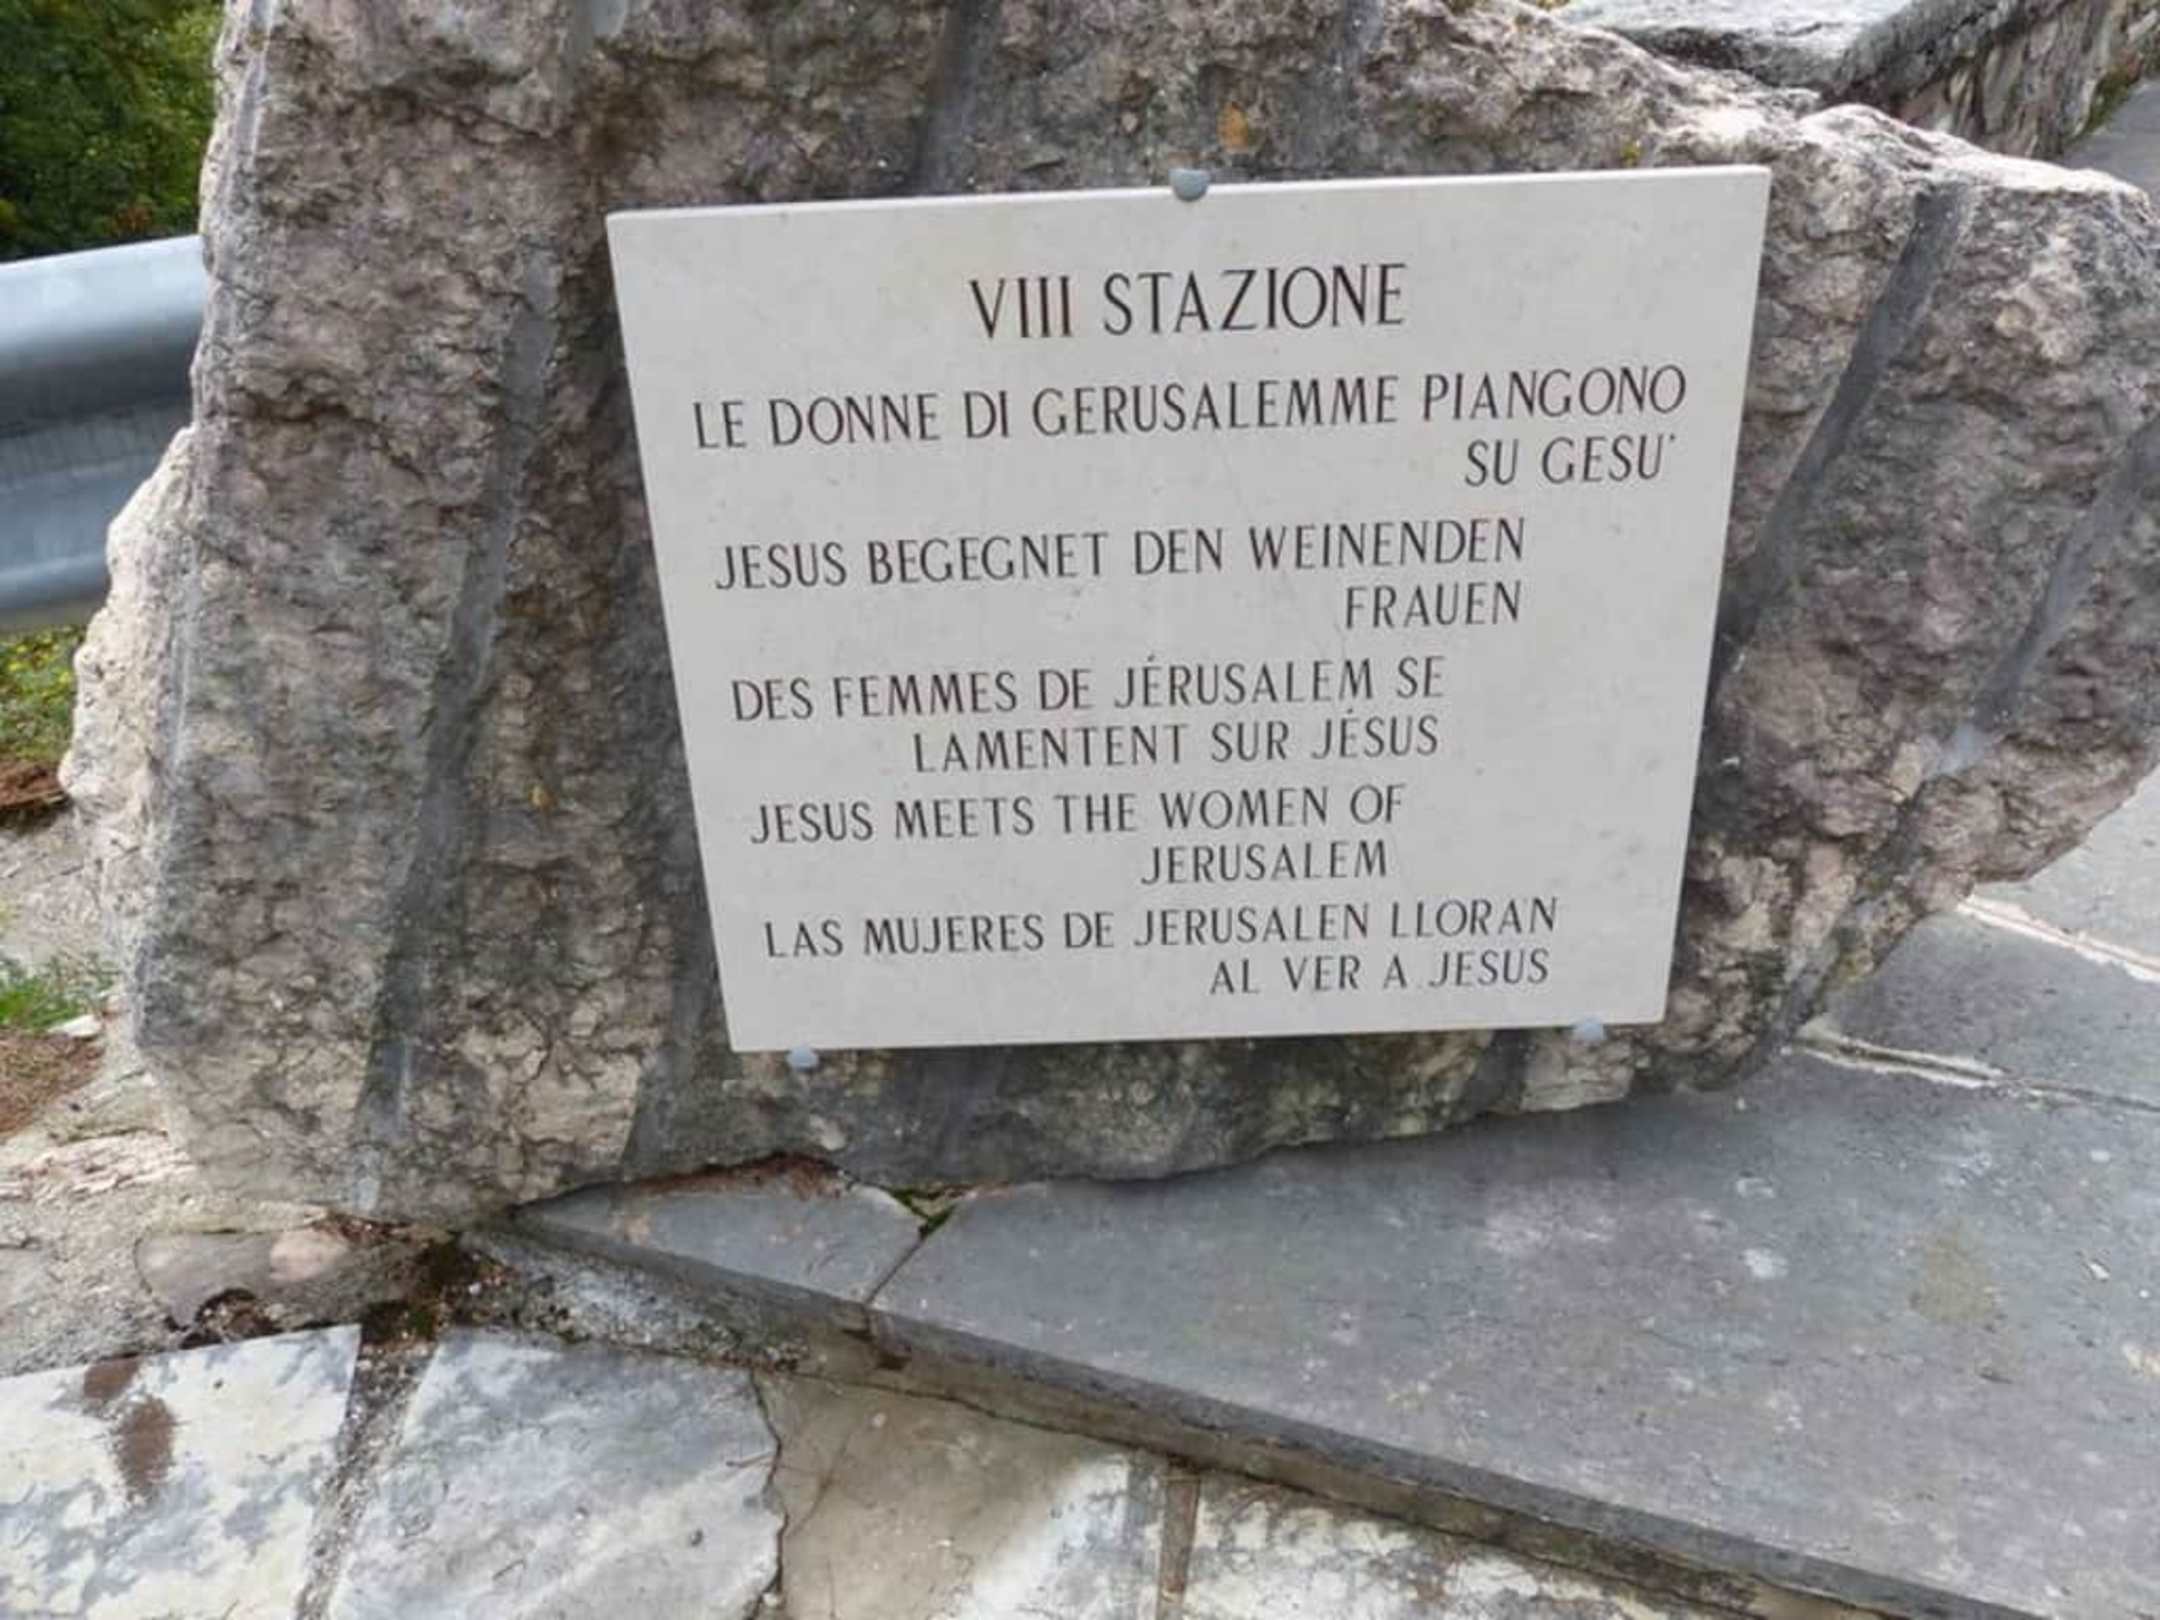 VIII STAZIONE
LE DONNE DI GERUSALEMME PIANGONO
SU GESU'
JESUS BEGEGNET DEN WEINENDEN
FRAUEN
DES FEMMES DE JÉRUSALEM SE
LAMENTENT SUR JÉSUS
JESUS MEETS THE WOMEN OF
JERUSALEM
LAS MUJERES DE JERUSALEN LLORAN
AL VER A JESUS